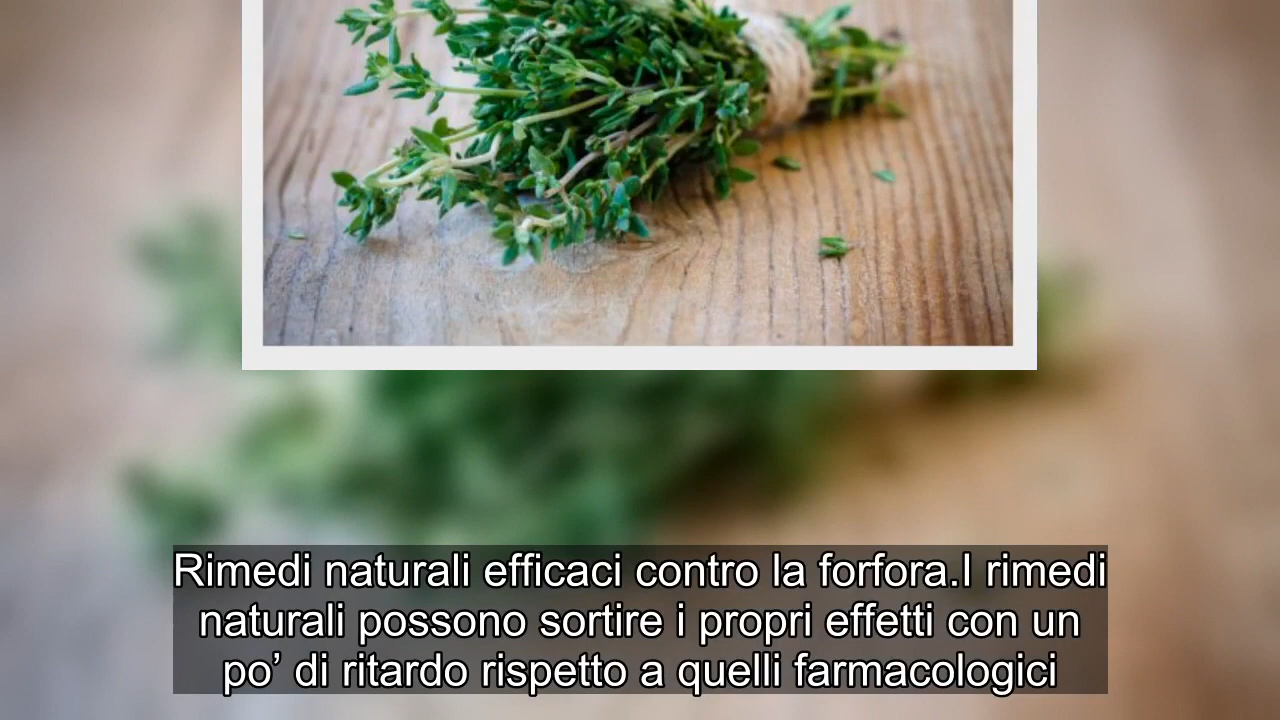 Rimedi naturali efficaci contro la forfora.I rimedi
naturali possono sortire i propri effetti con un
po’ di ritardo rispetto a quelli farmacologici